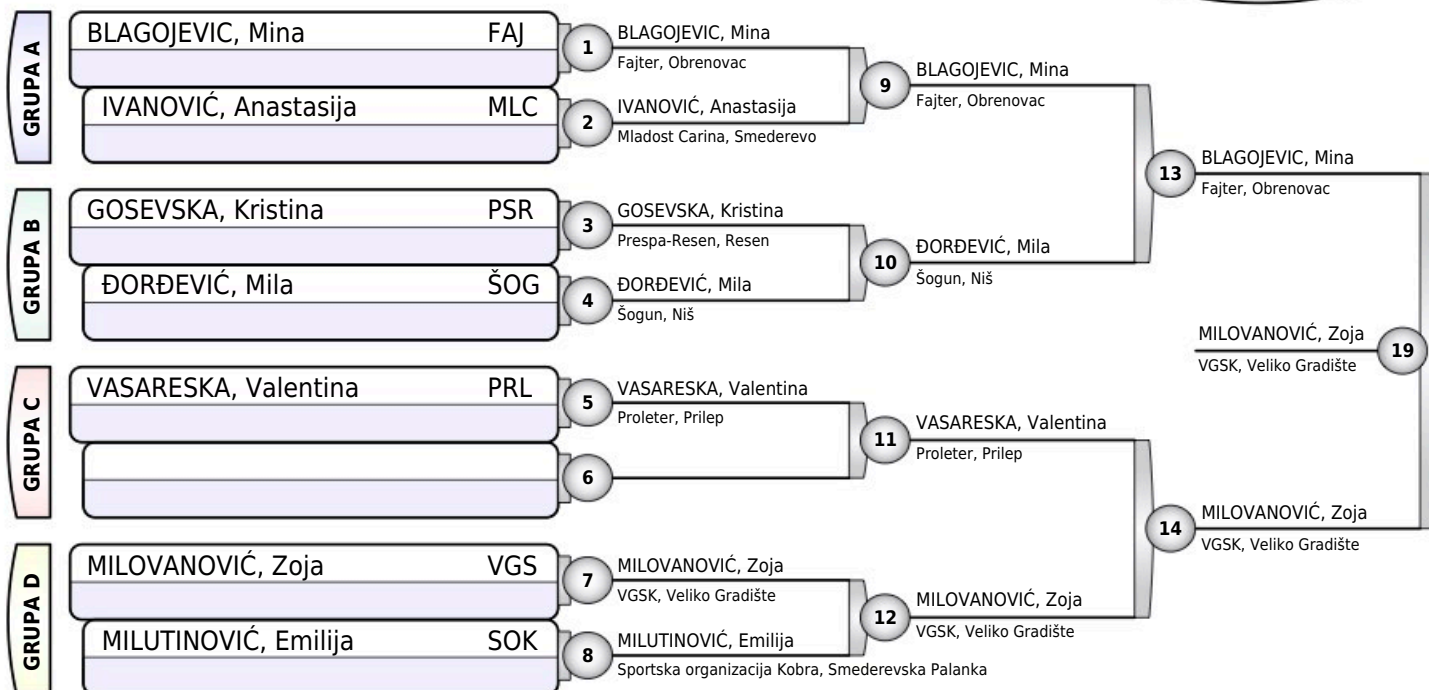 GRUPA A
BLAGOJEVIC, Mina FAJ
IVANOVIĆ, Anastasija MLC
1
BLAGOJEVIC, Mina
Fajter, Obrenovac
2
IVANOVIĆ, Anastasija
Mladost Carina, Smederevo
9
BLAGOJEVIC, Mina
Fajter, Obrenovac
GRUPA B
GOSEVSKA, Kristina PSR
ĐORĐEVIĆ, Mila ŠOG
3
GOSEVSKA, Kristina
Prespa-Resen, Resen
4
ĐORĐEVIĆ, Mila
Šogun, Niš
10
ĐORĐEVIĆ, Mila
Šogun, Niš
13
BLAGOJEVIC, Mina
Fajter, Obrenovac
GRUPA C
VASARESKA, Valentina PRL
5
VASARESKA, Valentina
Proleter, Prilep
6
11
VASARESKA, Valentina
Proleter, Prilep
GRUPA D
MILOVANOVIĆ, Zoja VGS
MILUTINOVIĆ, Emilija SOK
7
MILOVANOVIĆ, Zoja
VGSK, Veliko Gradište
8
MILUTINOVIĆ, Emilija
Sportska organizacija Kobra, Smederevska Palanka
12
MILOVANOVIĆ, Zoja
VGSK, Veliko Gradište
14
MILOVANOVIĆ, Zoja
VGSK, Veliko Gradište
MILOVANOVIĆ, Zoja
VGSK, Veliko Gradište
19